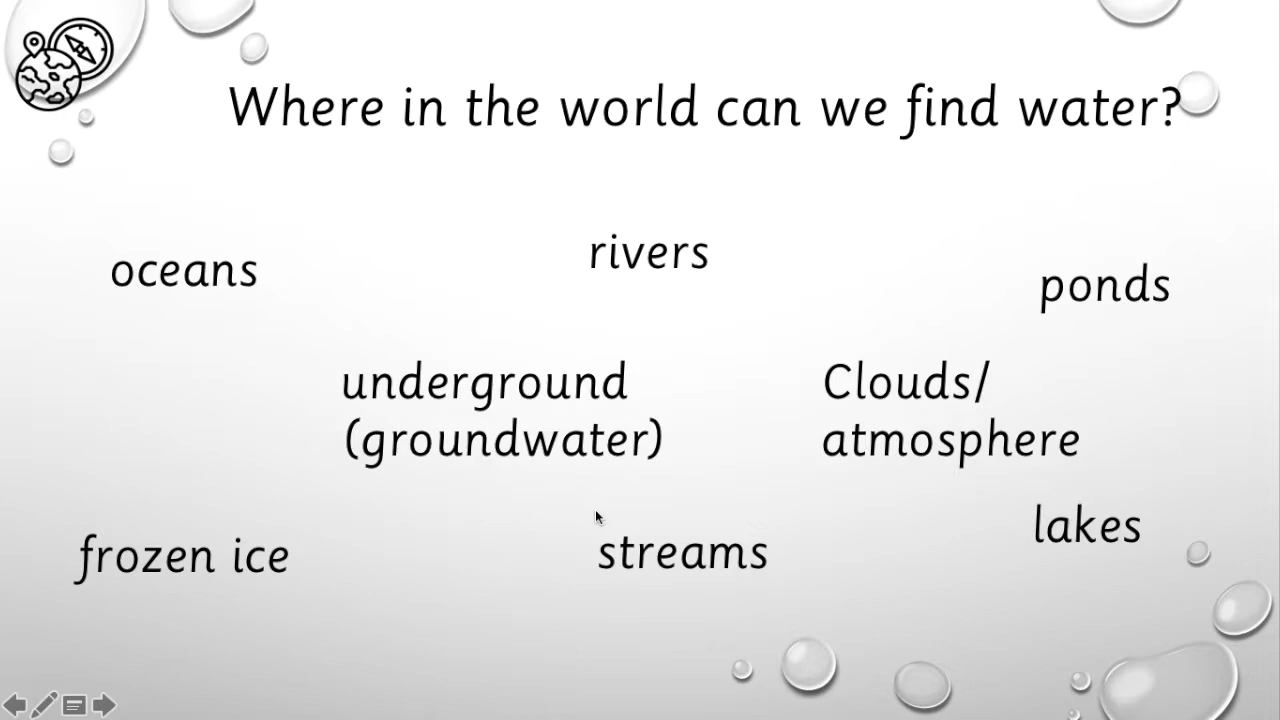 Where in the world can we find water?
oceans
rivers
ponds
underground
(groundwater)
Clouds/
atmosphere
frozen ice
streams
lakes